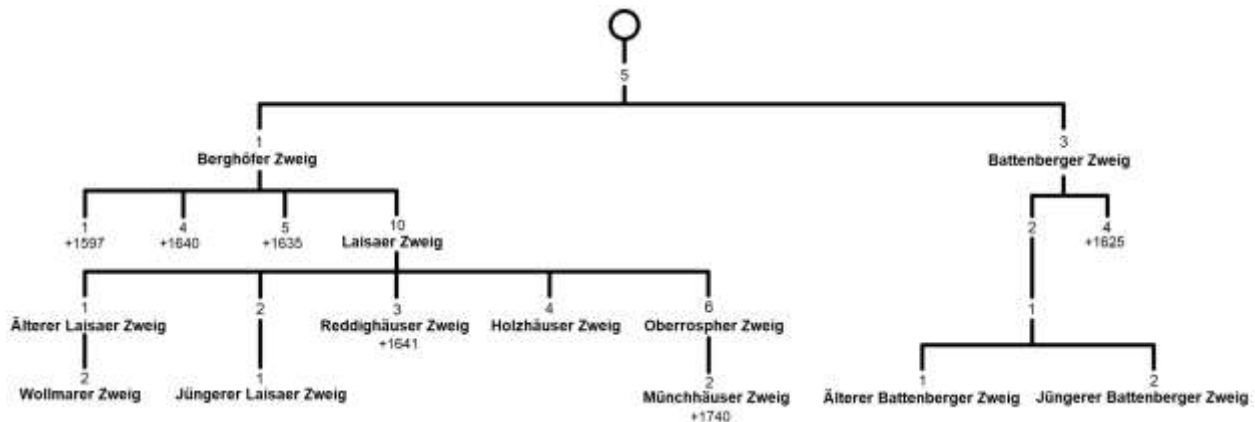 5
1
Berghöfer Zweig
3
Battenberger Zweig
1
+1597
4
+1640
5
+1635
10
Laisaer Zweig
2
4
+1625
1
Älterer Laisaer Zweig
2
3
Reddighäuser Zweig
+1641
4
Holzhäuser Zweig
6
Oberrospher Zweig
1
2
Wollmarer Zweig
1
Jüngerer Laisaer Zweig
2
Münchhäuser Zweig
+1740
1
Älterer Battenberger Zweig
2
Jüngerer Battenberger Zweig